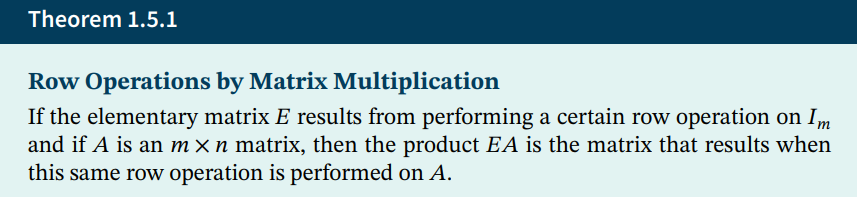 Theorem 1.5.1
Row Operations by Matrix Multiplication
If the elementary matrix E results from performing a certain row operation on Iₘ
and if A is an m × n matrix, then the product EA is the matrix that results when
this same row operation is performed on A.